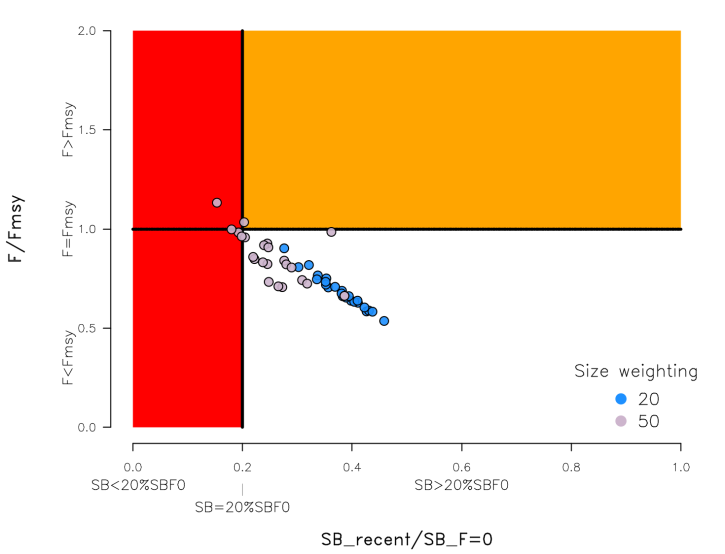 2.0
1.5
1.0
0.5
0.0
F>Fmsy
F=Fmsy
F<Fmsy
F/Fmsy
Size weighting
20
50
0.0 0.2 0.4 0.6 0.8 1.0
SB<20%SBF0 SB>20%SBF0
SB=20%SBF0
SB_recent/SB_F=0